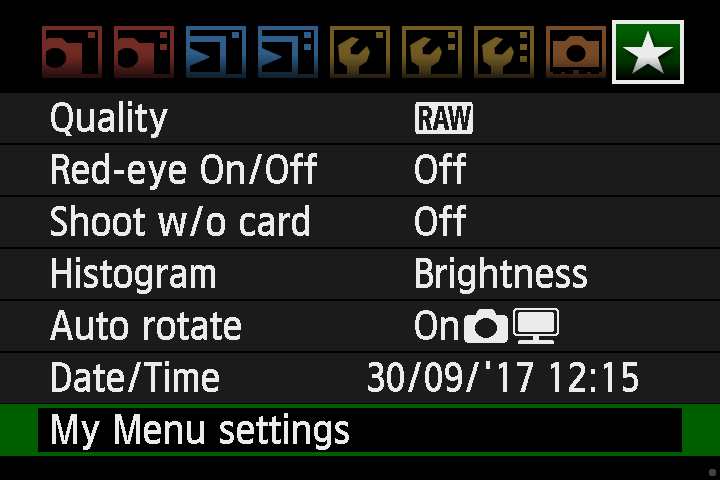 Quality RAW
Red-eye On/Off Off
Shoot w/o card Off
Histogram Brightness
Auto rotate On
Date/Time 30/09/'17 12:15
My Menu settings